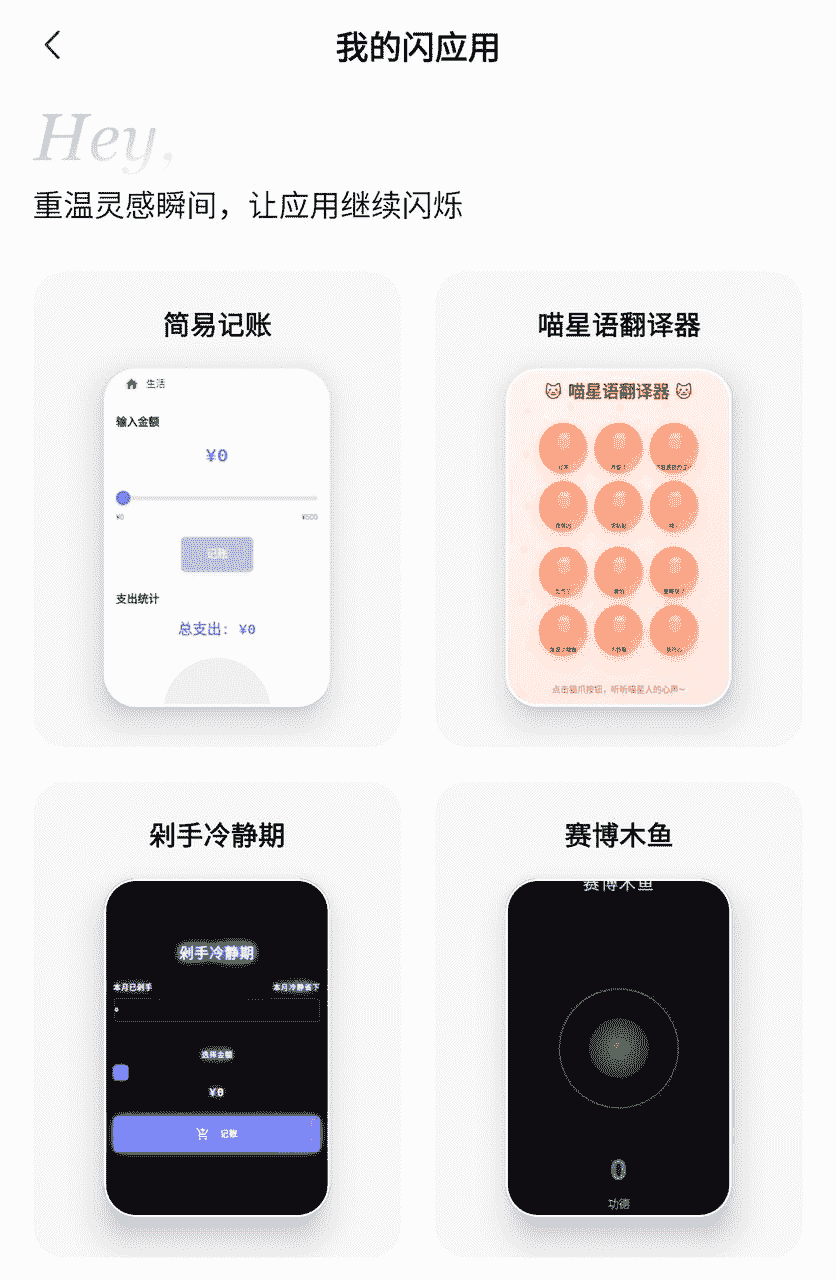 我的闪应用
Hey,
重温灵感瞬间，让应用继续闪烁
简易记账
生活
输入金额
¥0
¥0 ¥500
记账
支出统计
总支出： ¥0
喵星语翻译器
喵星语翻译器
点击猫爪按钮，听听喵星人的心声~
剁手冷静期
剁手冷静期
本月已剁手 本月冷静省下
0
选择金额
¥0
记账
赛博木鱼
赛博木鱼
0
功德